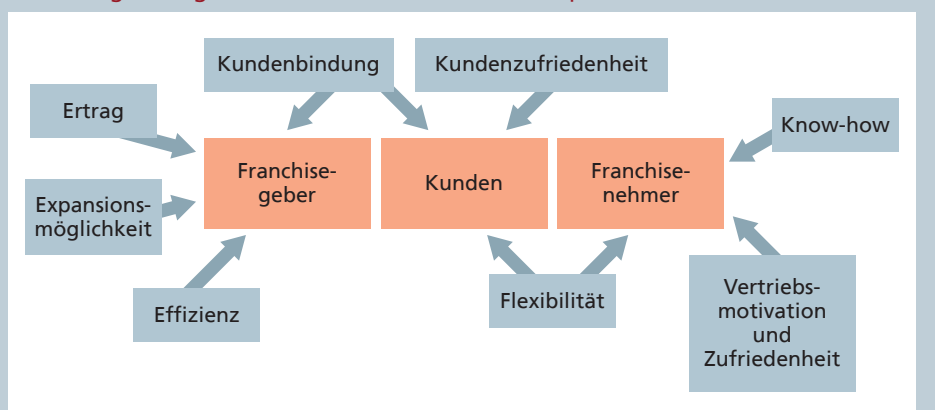 Kundenbindung
Kundenzufriedenheit
Ertrag
Know-how
Franchise-
geber
Kunden
Franchise-
nehmer
Expansions-
möglichkeit
Effizienz
Flexibilität
Vertriebs-
motivation
und
Zufriedenheit